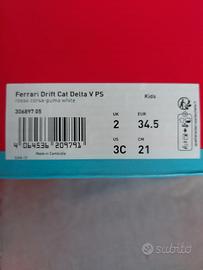 Ferrari Drift Cat Delta V PS
rosso corsa-puma white
306897 05
Kids
UK
EUR
2
34.5
US
CM
3C
21
4 064536 209791
Made in Cambodia
subito